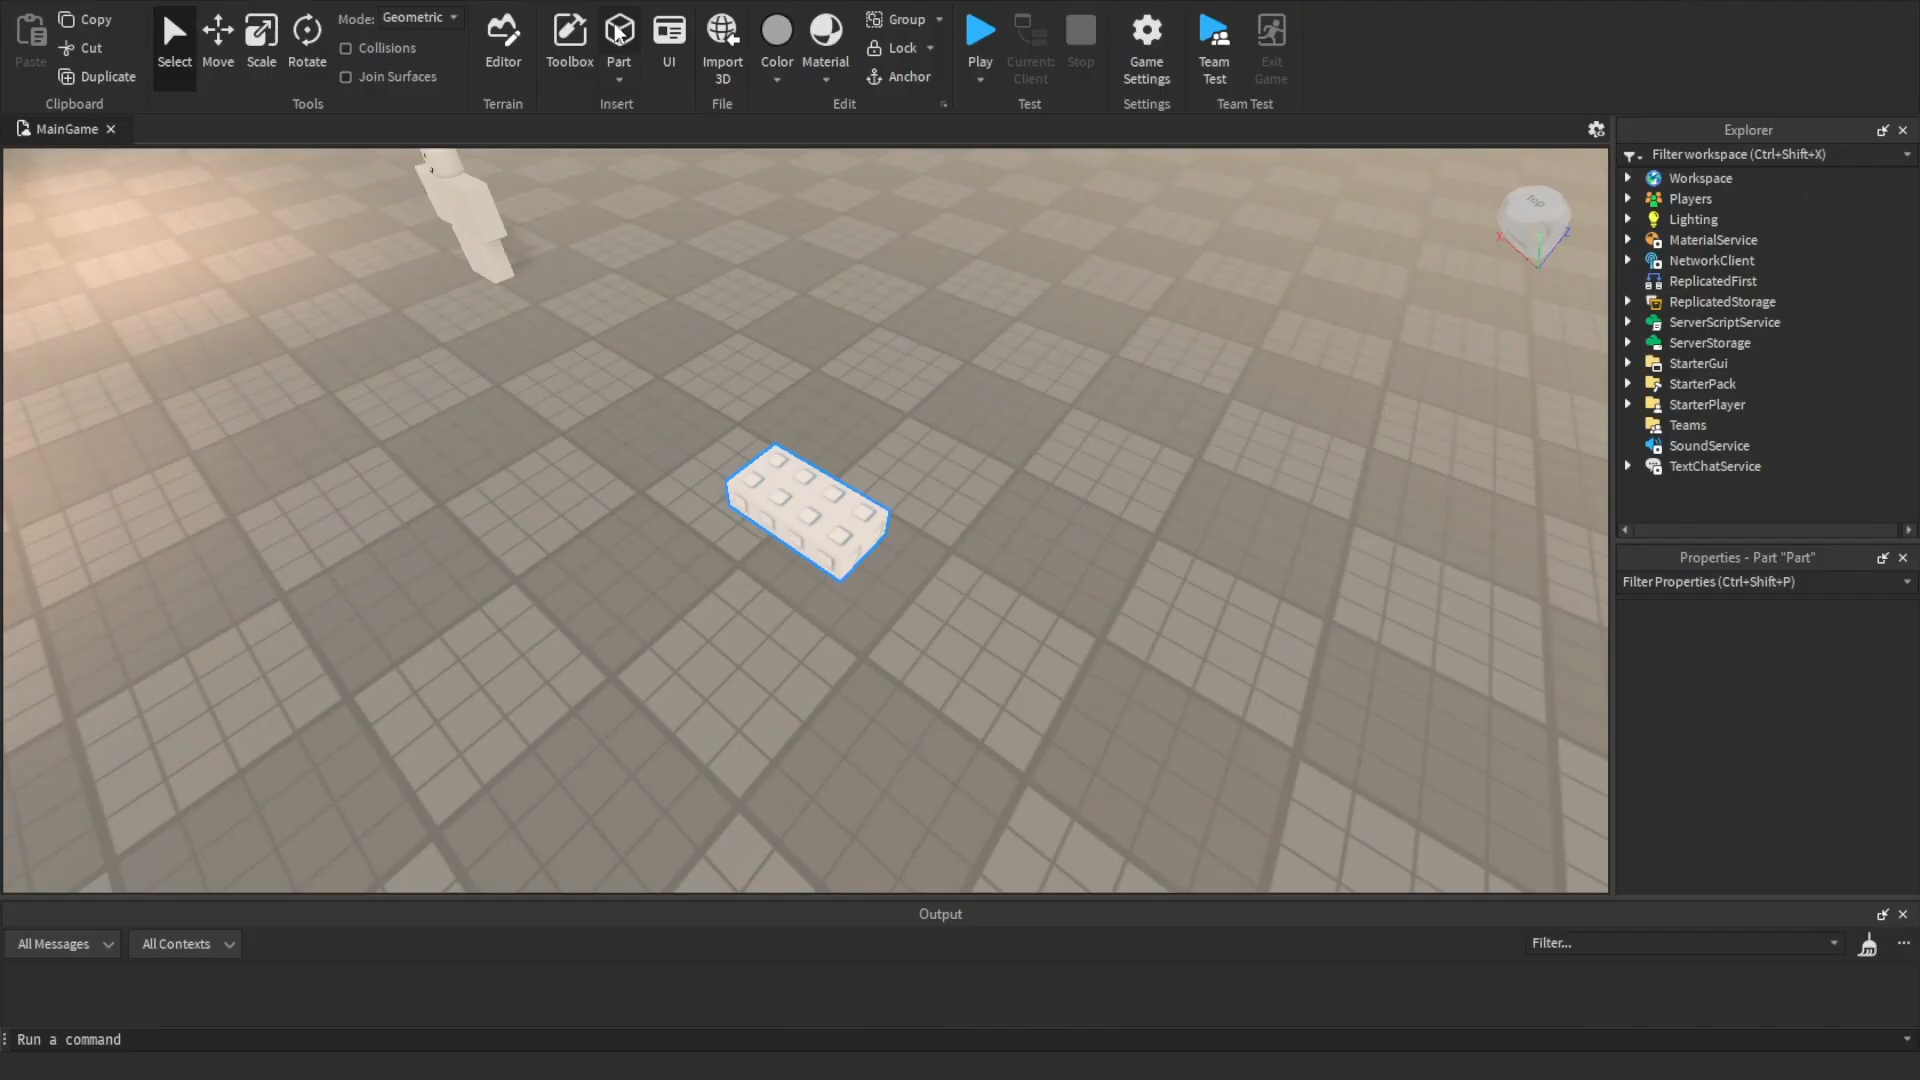 Copy
Cut
Duplicate
Paste
Clipboard
Select
Move
Scale
Rotate
Mode: Geometric
Collisions
Join Surfaces
Tools
Editor
Terrain
Toolbox
Part
UI
Insert
Import
3D
File
Color
Material
Group
Lock
Anchor
Edit
Play
Current:
Client
Stop
Test
Game
Settings
Settings
Team
Test
Exit
Game
Team Test
MainGame
Top
X
Y
Z
Explorer
Filter workspace (Ctrl+Shift+X)
Workspace
Players
Lighting
MaterialService
NetworkClient
ReplicatedFirst
ReplicatedStorage
ServerScriptService
ServerStorage
StarterGui
StarterPack
StarterPlayer
Teams
SoundService
TextChatService
Properties - Part "Part"
Filter Properties (Ctrl+Shift+P)
Output
All Messages
All Contexts
Filter...
Run a command